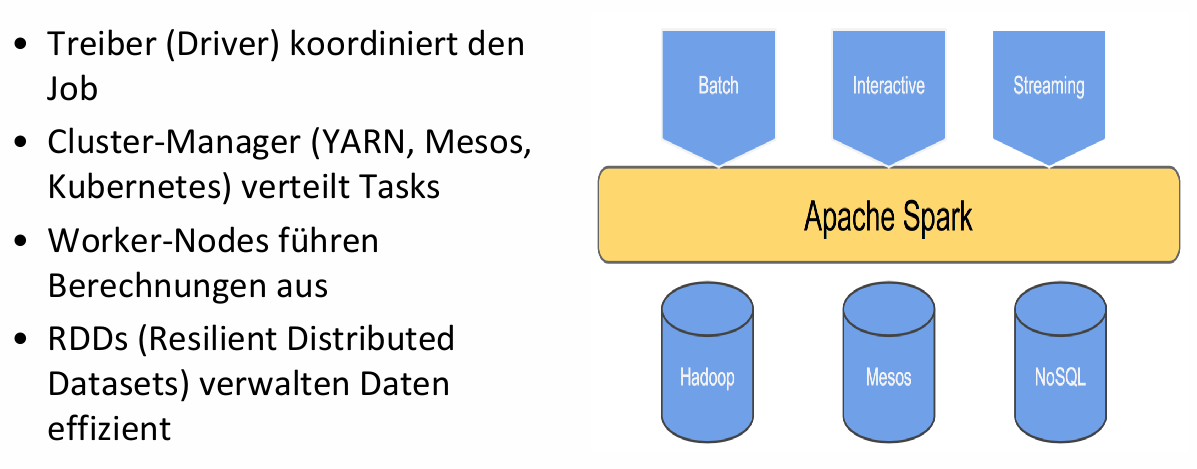 • Treiber (Driver) koordiniert den
Job
• Cluster-Manager (YARN, Mesos,
Kubernetes) verteilt Tasks
• Worker-Nodes führen
Berechnungen aus
• RDDs (Resilient Distributed
Datasets) verwalten Daten
effizient
Batch
Interactive
Streaming
Apache Spark
Hadoop
Mesos
NoSQL